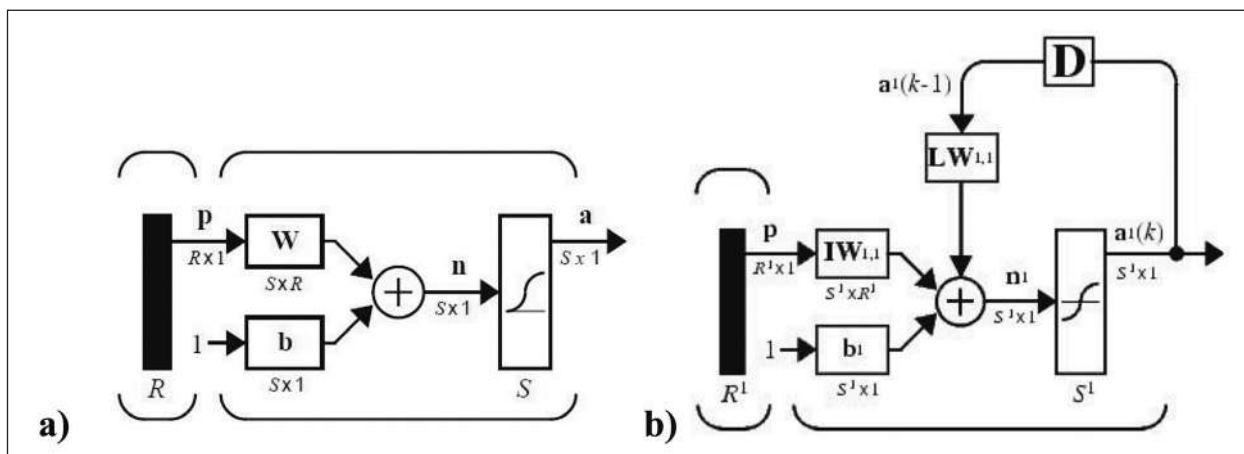 p
R x 1
W
S x R
1
b
S x 1
n
S x 1
a
S x 1
R
S
a)
D
a1(k-1)
LW1,1
p
R1 x 1
IW1,1
S1 x R1
1
b1
S1 x 1
n1
S1 x 1
a1(k)
S1 x 1
R1
S1
b)